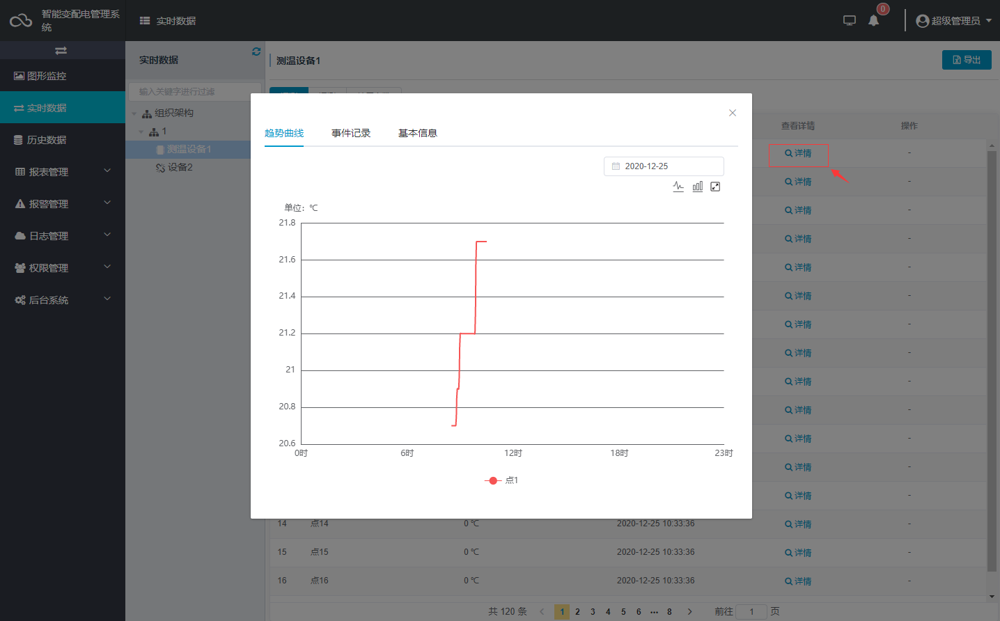 智能变配电管理系
统
实时数据
0
超级管理员
图形监控
实时数据
历史数据
报表管理
报警管理
日志管理
权限管理
后台系统
实时数据
输入关键字进行过滤
组织架构
1
测温设备1
设备2
测温设备1
导出
查看详情 操作
详情 -
详情 -
详情 -
详情 -
详情 -
详情 -
详情 -
详情 -
详情 -
详情 -
详情 -
详情 -
详情 -
趋势曲线 事件记录 基本信息
2020-12-25
单位: ℃
21.8
21.6
21.4
21.2
21
20.8
20.6
0时 6时 12时 18时 23时
点1
14 点14 0 ℃ 2020-12-25 10:33:36 详情 -
15 点15 0 ℃ 2020-12-25 10:33:36 详情 -
16 点16 0 ℃ 2020-12-25 10:33:36 详情 -
共 120 条 1 2 3 4 5 6 ••• 8 前往 1 页